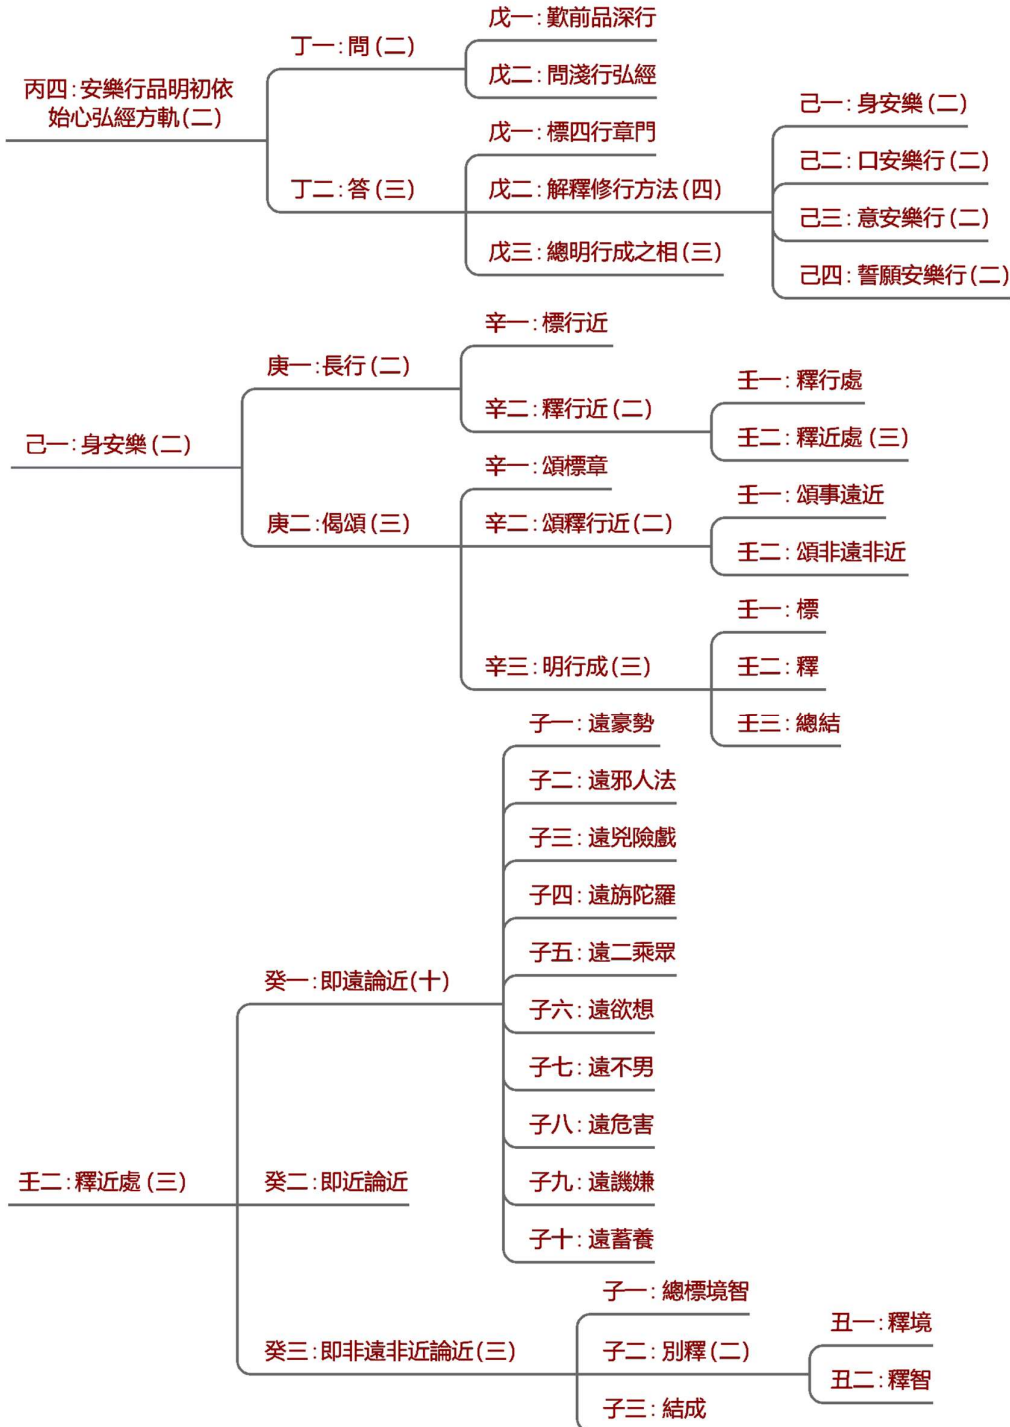 丙四：安樂行品明初依
始心弘經方軌(二)
丁一：問(二)
戊一：歎前品深行
戊二：問淺行弘經
丁二：答(三)
戊一：標四行章門
戊二：解釋修行方法(四)
己一：身安樂(二)
己二：口安樂行(二)
己三：意安樂行(二)
己四：誓願安樂行(二)
戊三：總明行成之相(三)
己一：身安樂(二)
庚一：長行(二)
辛一：標行近
辛二：釋行近(二)
壬一：釋行處
壬二：釋近處(三)
庚二：偈頌(三)
辛一：頌標章
辛二：頌釋行近(二)
壬一：頌事遠近
壬二：頌非遠非近
辛三：明行成(三)
壬一：標
壬二：釋
壬三：總結
壬二：釋近處(三)
癸一：即遠論近(十)
子一：遠豪勢
子二：遠邪人法
子三：遠兇險戲
子四：遠旃陀羅
子五：遠二乘眾
子六：遠欲想
子七：遠不男
子八：遠危害
子九：遠譏嫌
子十：遠蓄養
癸二：即近論近
癸三：即非遠非近論近(三)
子一：總標境智
子二：別釋(二)
丑一：釋境
丑二：釋智
子三：結成